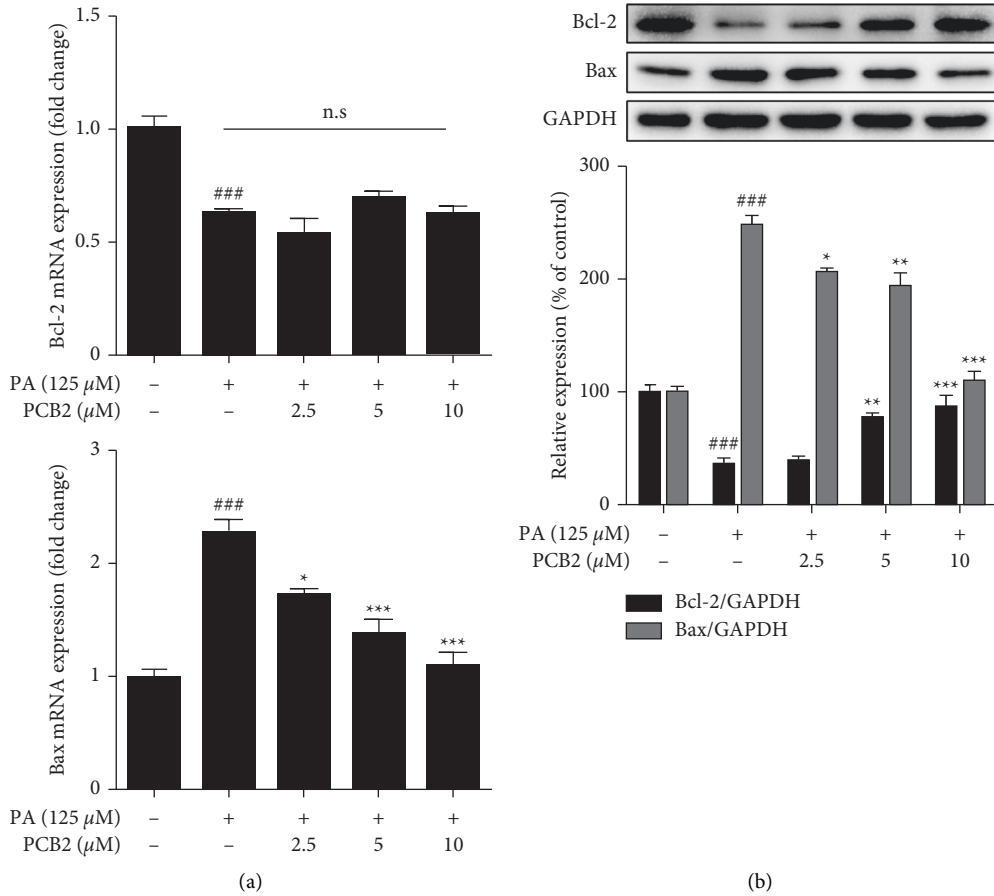 1.5
1.0
0.5
0
Bcl-2 mRNA expression (fold change)
n.s
###
PA (125 µM) – + + + +
PCB2 (µM) – – 2.5 5 10
3
2
1
0
Bax mRNA expression (fold change)
###
*
***
***
PA (125 µM) – + + + +
PCB2 (µM) – – 2.5 5 10
(a)
Bcl-2
Bax
GAPDH
300
200
100
0
Relative expression (% of control)
###
###
*
**
**
***
***
PA (125 µM) – + + + +
PCB2 (µM) – – 2.5 5 10
Bcl-2/GAPDH
Bax/GAPDH
(b)